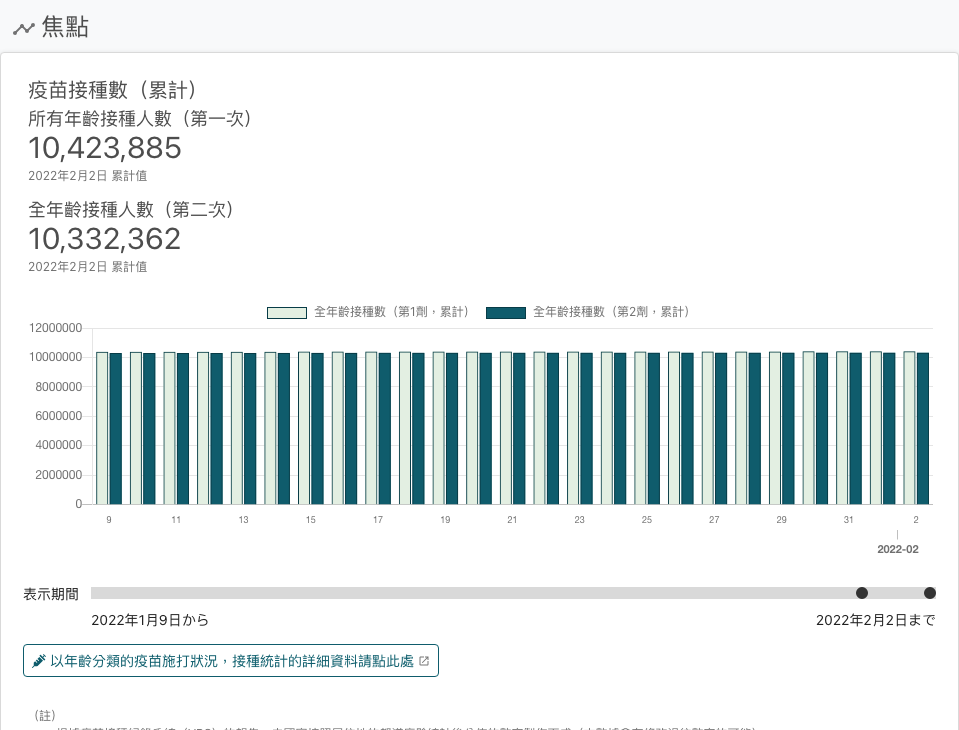 焦點
疫苗接種數（累計）
所有年齡接種人數（第一次）
10,423,885
2022年2月2日 累計值
全年齡接種人數（第二次）
10,332,362
2022年2月2日 累計值
全年齡接種數（第1劑，累計） 全年齡接種數（第2劑，累計）
12000000
10000000
8000000
6000000
4000000
2000000
0
9 11 13 15 17 19 21 23 25 27 29 31 2
2022-02
表示期間
2022年1月9日から 2022年2月2日まで
以年齡分類的疫苗施打狀況，接種統計的詳細資料請點此處
（註）